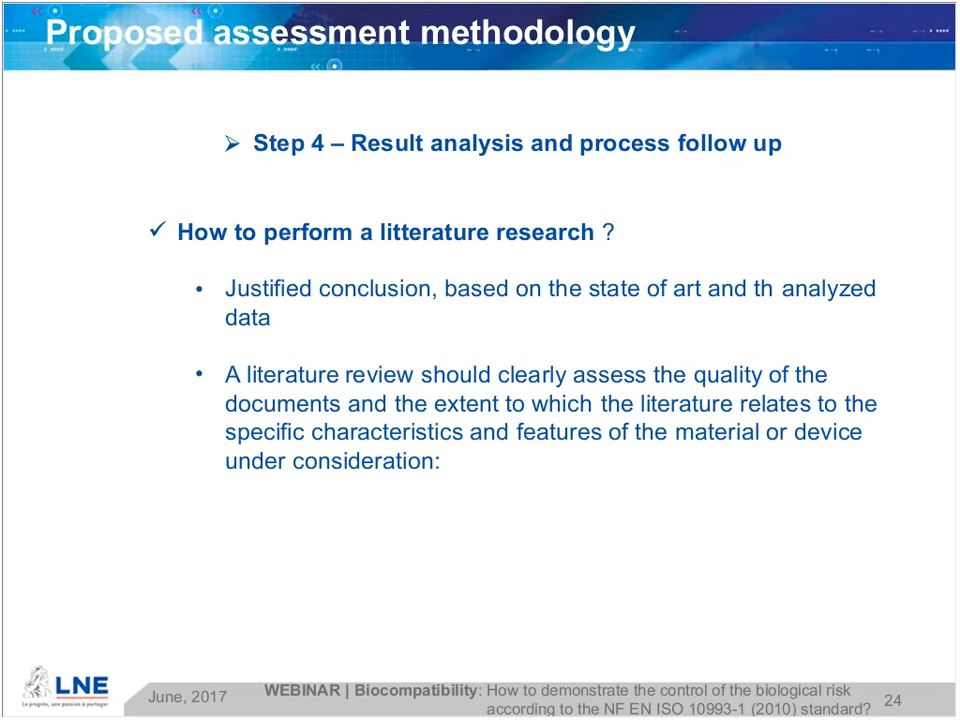 Proposed assessment methodology
➢ Step 4 – Result analysis and process follow up
✓ How to perform a litterature research ?
• Justified conclusion, based on the state of art and th analyzed
data
• A literature review should clearly assess the quality of the
documents and the extent to which the literature relates to the
specific characteristics and features of the material or device
under consideration:
LNE
Le progrès, une passion à partager
June, 2017
WEBINAR | Biocompatibility: How to demonstrate the control of the biological risk
according to the NF EN ISO 10993-1 (2010) standard?
24